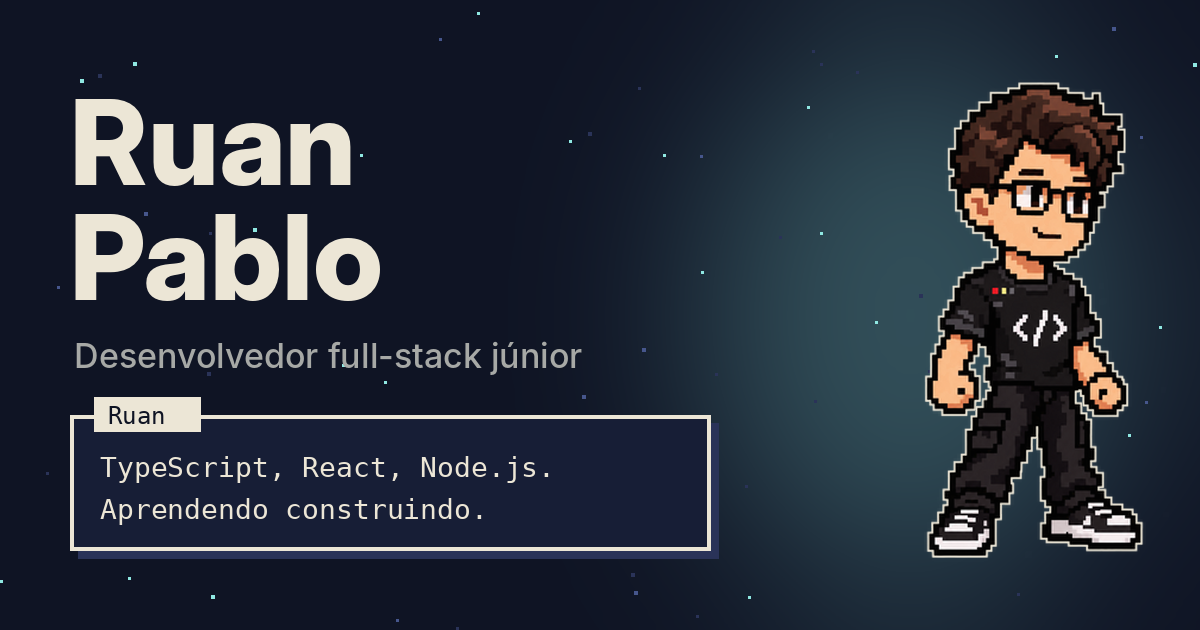 Ruan
Pablo
Desenvolvedor full-stack júnior
Ruan
TypeScript, React, Node.js.
Aprendendo construindo.
</>